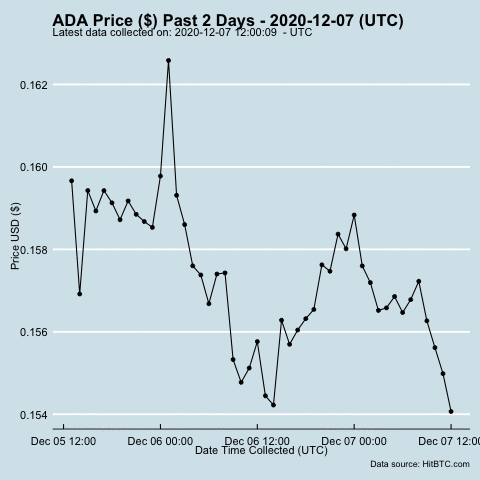 ADA Price ($) Past 2 Days - 2020-12-07 (UTC)
Latest data collected on: 2020-12-07 12:00:09 - UTC
0.162
0.160
0.158
0.156
0.154
Price USD ($)
Dec 05 12:00 Dec 06 00:00 Dec 06 12:00 Dec 07 00:00 Dec 07 12:00
Date Time Collected (UTC)
Data source: HitBTC.com